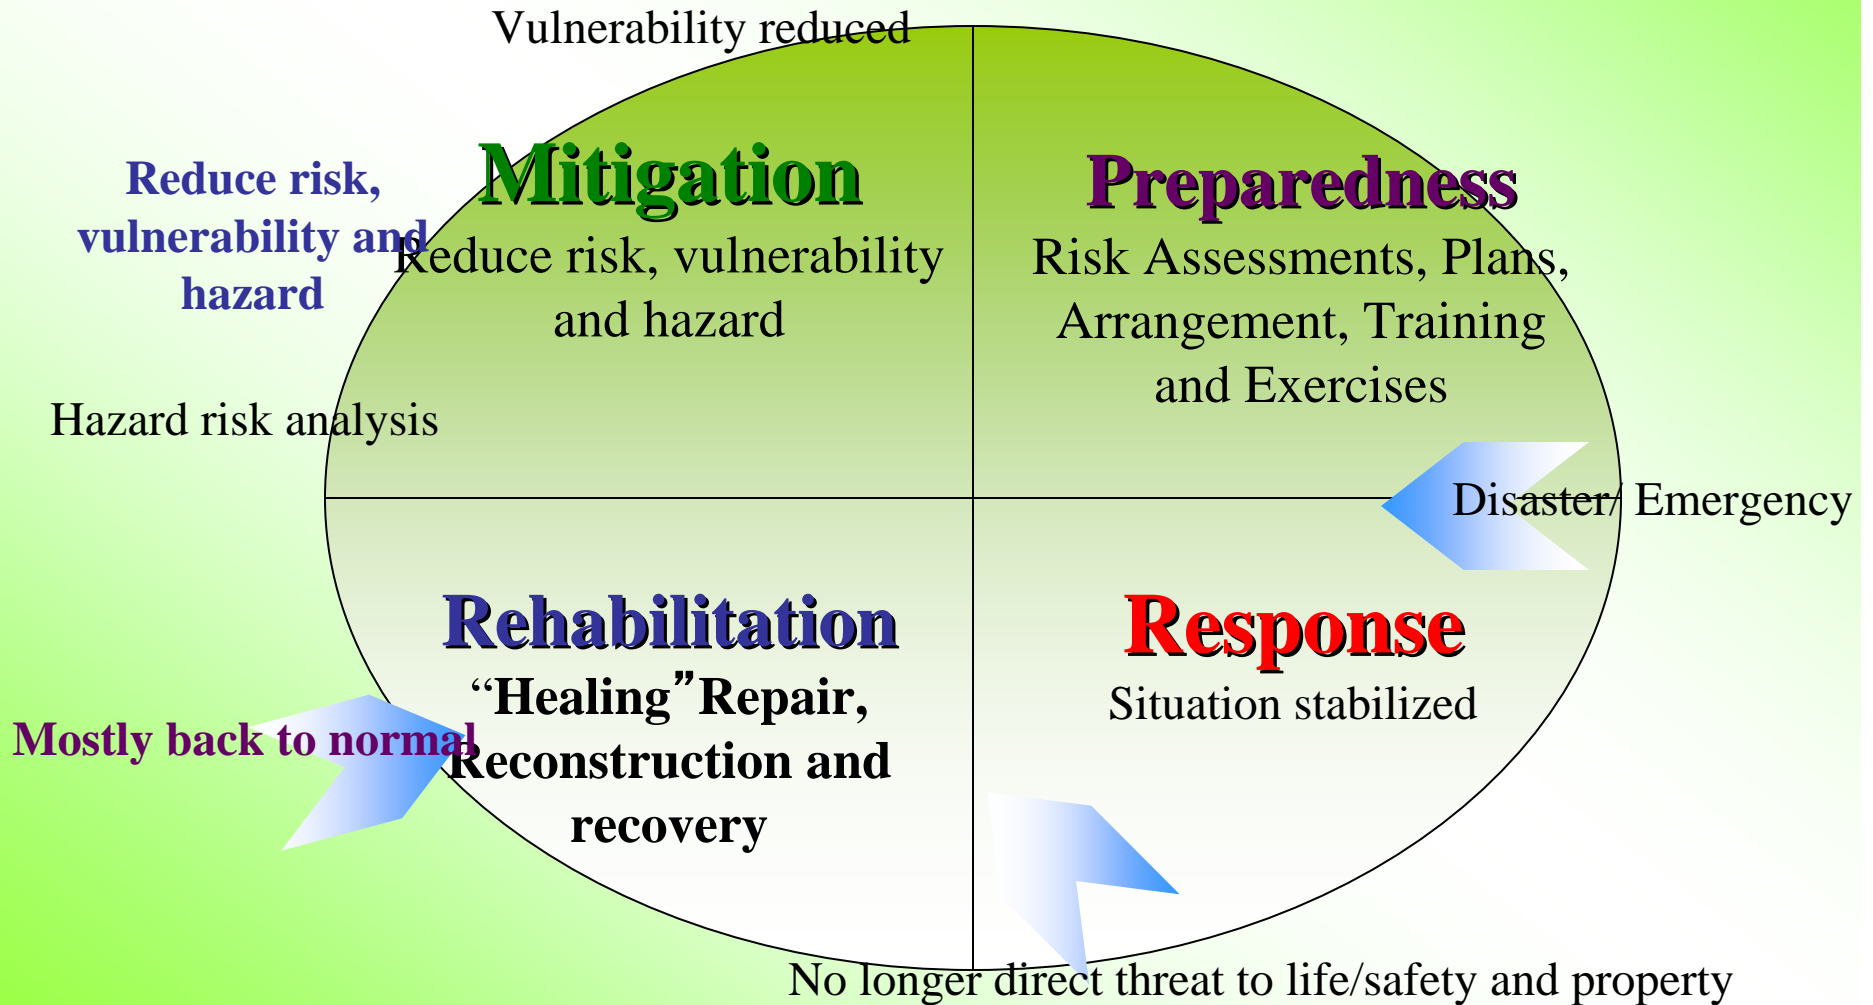 Vulnerability reduced
Reduce risk,
vulnerability and
hazard
Hazard risk analysis
Mitigation
Reduce risk, vulnerability
and hazard
Preparedness
Risk Assessments, Plans,
Arrangement, Training
and Exercises
Disaster/ Emergency
Rehabilitation
“Healing”Repair,
Reconstruction and
recovery
Mostly back to normal
Response
Situation stabilized
No longer direct threat to life/safety and property